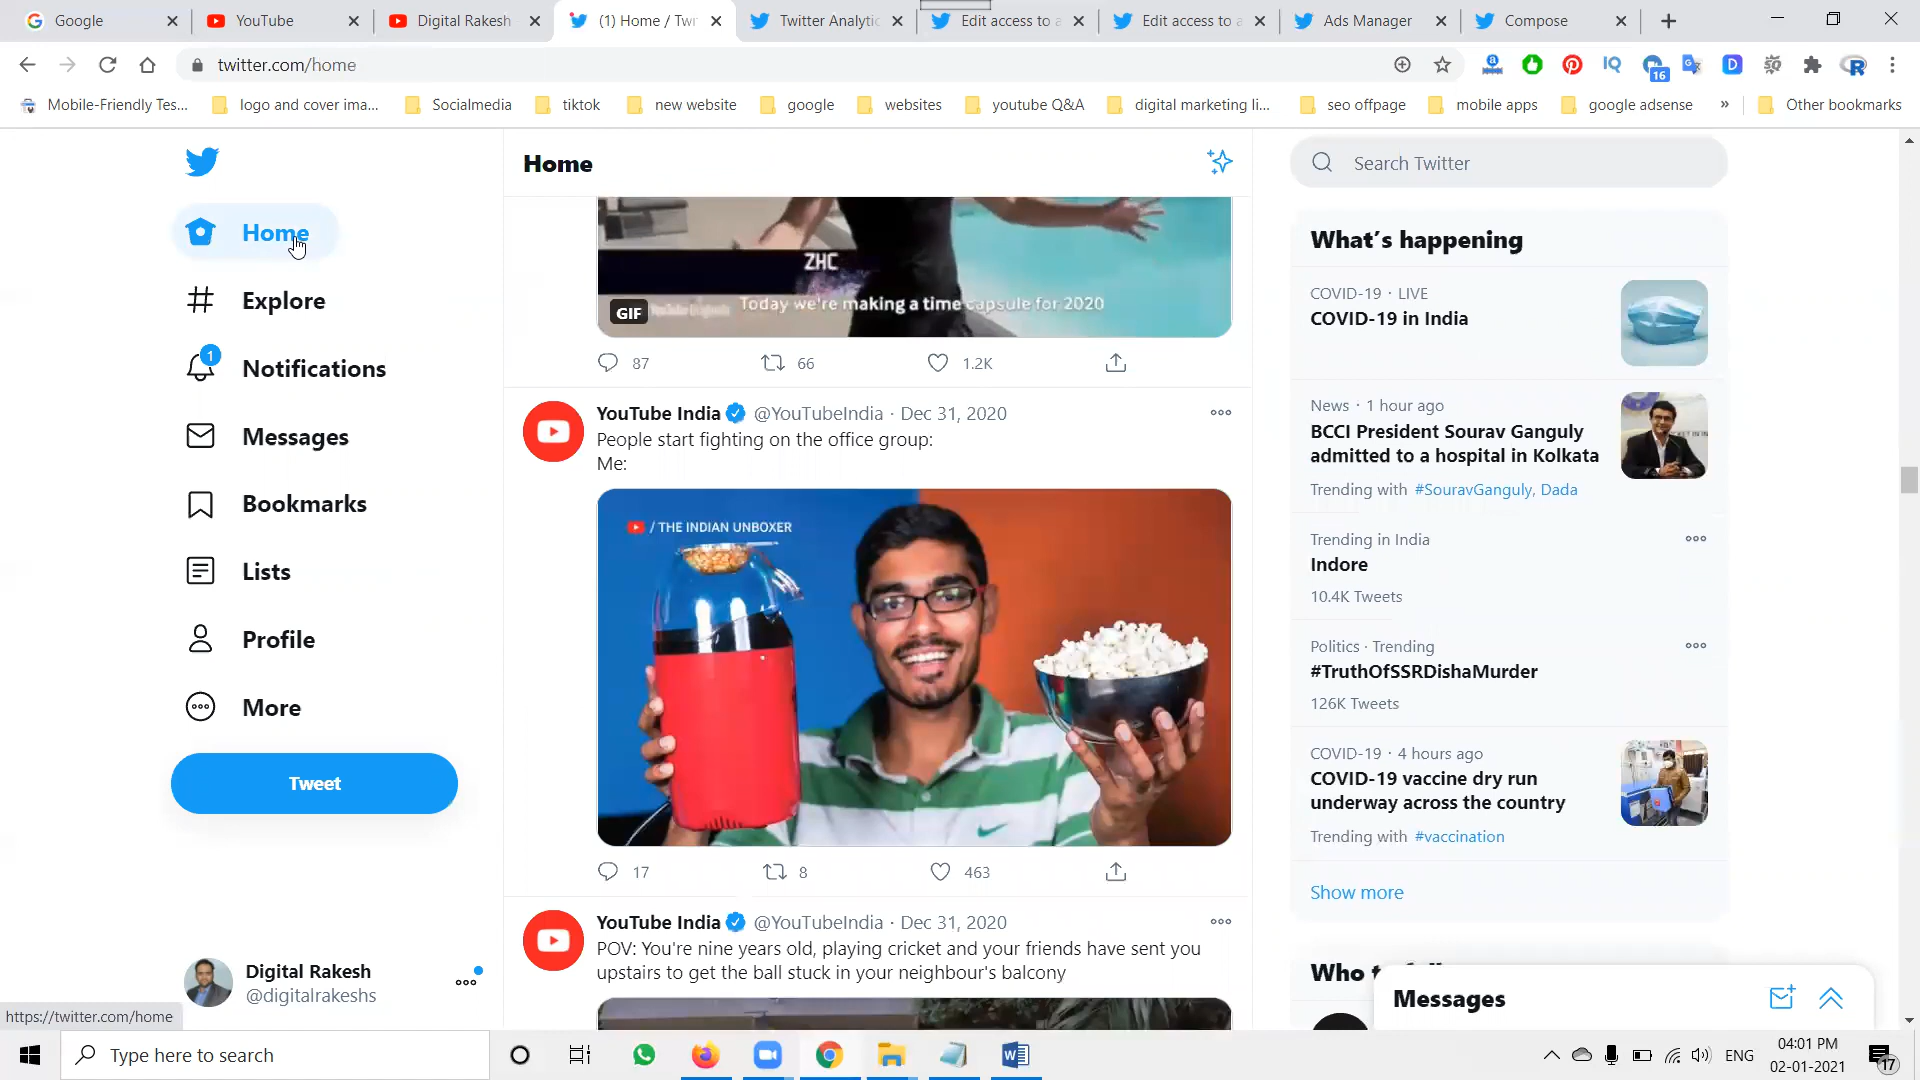 Google
YouTube
Digital Rakesh
(1) Home / Twi
Twitter Analytic
Edit access to a
Edit access to a
Ads Manager
Compose
twitter.com/home
16
Mobile-Friendly Tes...
logo and cover ima...
Socialmedia
tiktok
new website
google
websites
youtube Q&A
digital marketing li...
seo offpage
mobile apps
google adsense
»
Other bookmarks
Home
Explore
1
Notifications
Messages
Bookmarks
Lists
Profile
More
Tweet
Digital Rakesh
@digitalrakeshs
https://twitter.com/home
Home
ZHC
Today we're making a time capsule for 2020
GIF
87
66
1.2K
YouTube India @YouTubeIndia · Dec 31, 2020
People start fighting on the office group:
Me:
/ THE INDIAN UNBOXER
17
8
463
YouTube India @YouTubeIndia · Dec 31, 2020
POV: You're nine years old, playing cricket and your friends have sent you
upstairs to get the ball stuck in your neighbour's balcony
Search Twitter
What's happening
COVID-19 · LIVE
COVID-19 in India
News · 1 hour ago
BCCI President Sourav Ganguly
admitted to a hospital in Kolkata
Trending with #SouravGanguly, Dada
Trending in India
Indore
10.4K Tweets
Politics · Trending
#TruthOfSSRDishaMurder
126K Tweets
COVID-19 · 4 hours ago
COVID-19 vaccine dry run
underway across the country
Trending with #vaccination
Show more
Who
Messages
Type here to search
ENG
04:01 PM
02-01-2021
17